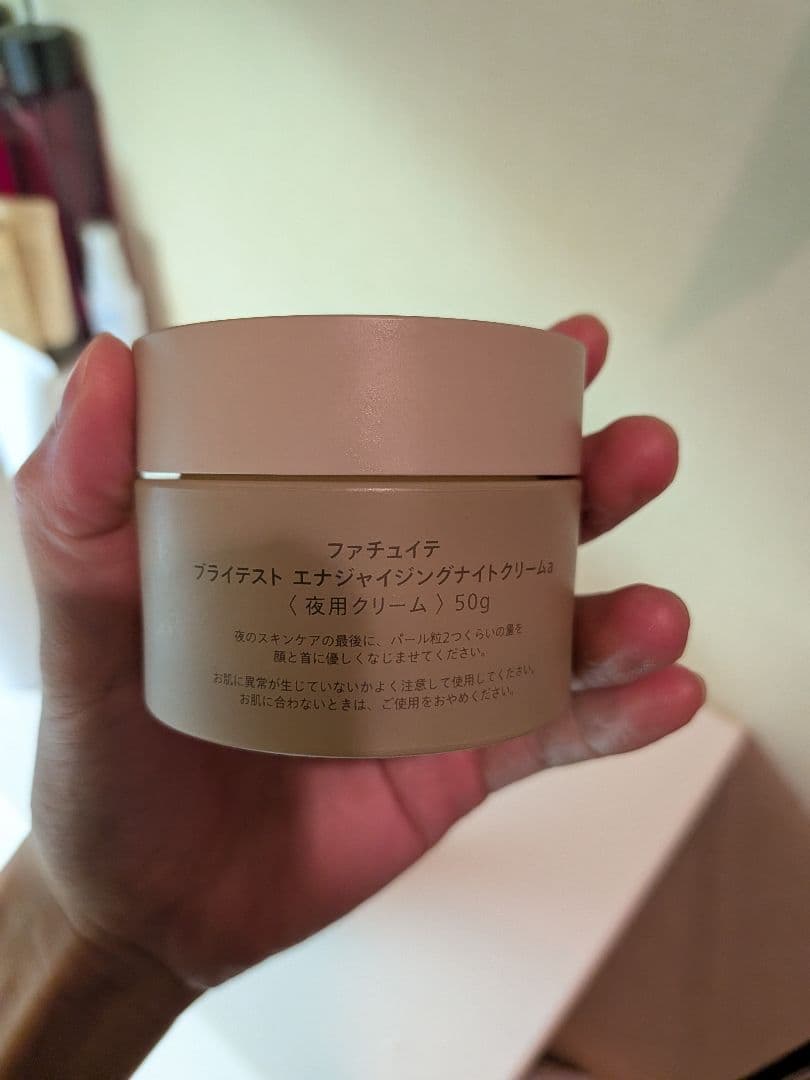 ファチュイテ
ブライテスト エナジャイジングナイトクリームa
〈 夜用クリーム 〉 50g
夜のスキンケアの最後に、パール粒2つくらいの量を
顔と首に優しくなじませてください。
お肌に異常が生じていないかよく注意して使用してください。
お肌に合わないときは、ご使用をおやめください。